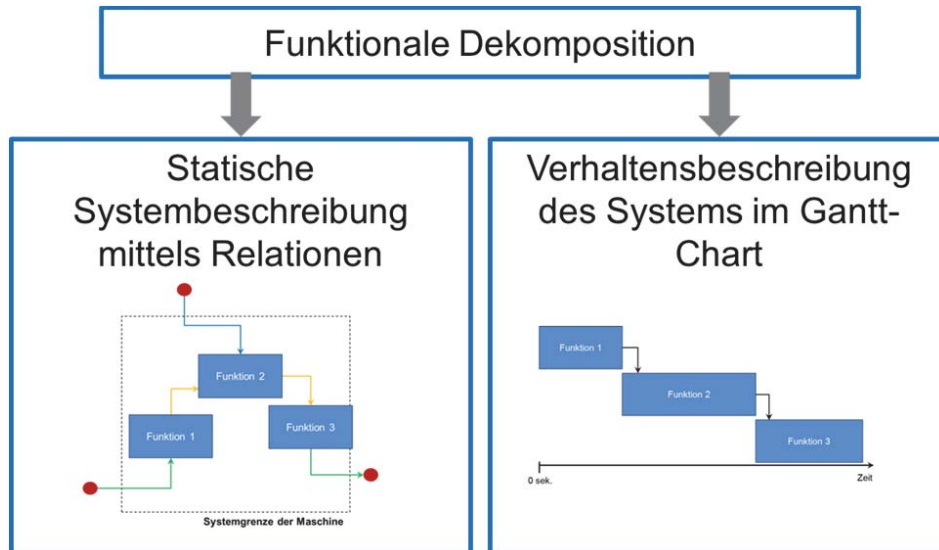 Funktionale Dekomposition
Statische
Systembeschreibung
mittels Relationen
Funktion 2
Funktion 1
Funktion 3
Systemgrenze der Maschine
Verhaltensbeschreibung
des Systems im Gantt-
Chart
Funktion 1
Funktion 2
Funktion 3
0 sek.
Zeit